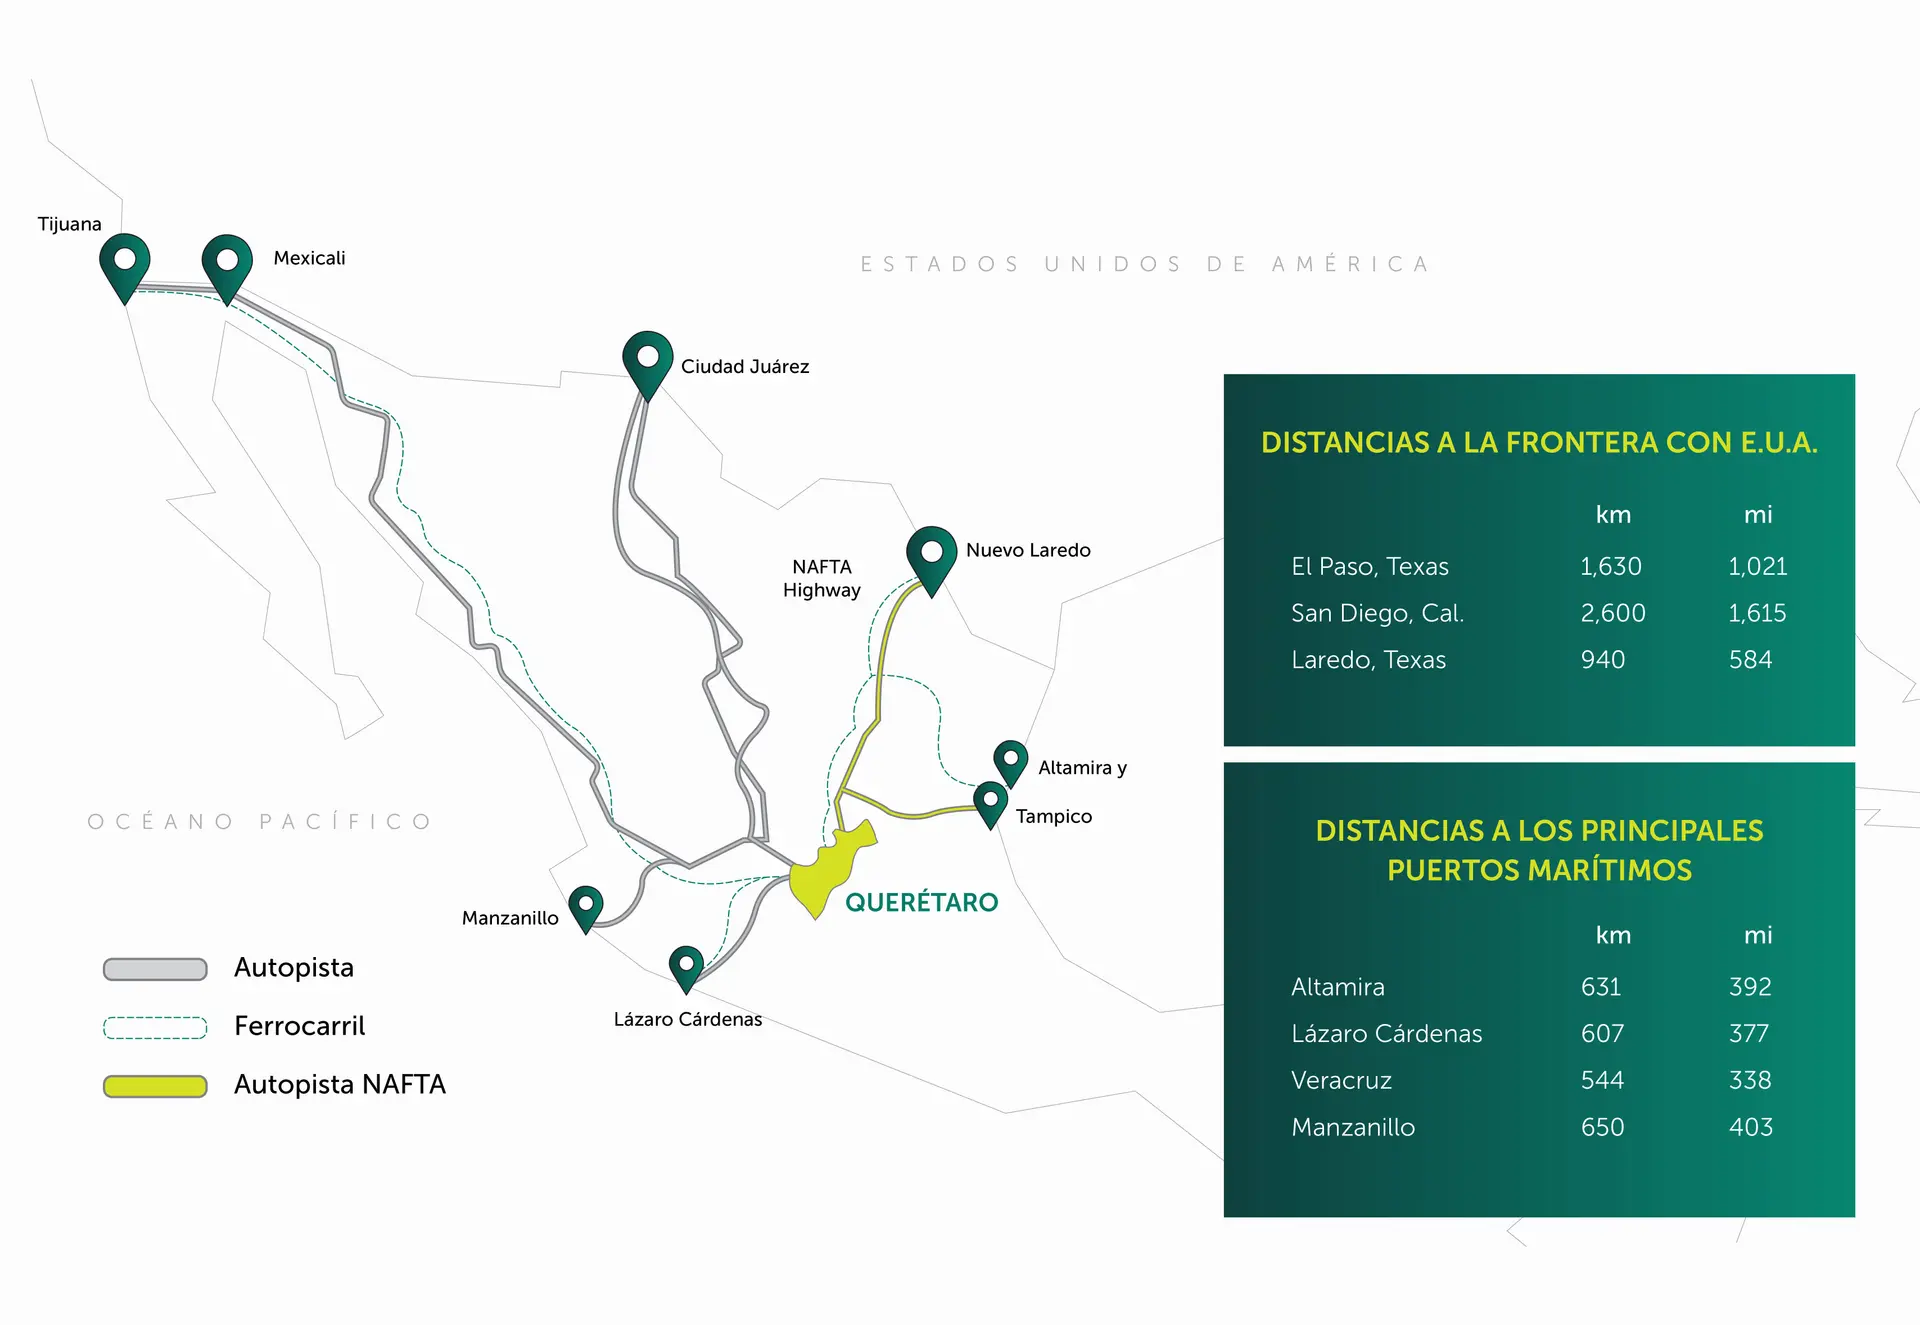 Tijuana
Mexicali
ESTADOS UNIDOS DE AMÉRICA
Ciudad Juárez
NAFTA
Highway
Nuevo Laredo
Altamira y
Tampico
OCÉANO PACÍFICO
QUERÉTARO
Manzanillo
Lázaro Cárdenas
Autopista
Ferrocarril
Autopista NAFTA
DISTANCIAS A LA FRONTERA CON E.U.A.
km mi
El Paso, Texas 1,630 1,021
San Diego, Cal. 2,600 1,615
Laredo, Texas 940 584
DISTANCIAS A LOS PRINCIPALES
PUERTOS MARÍTIMOS
km mi
Altamira 631 392
Lázaro Cárdenas 607 377
Veracruz 544 338
Manzanillo 650 403